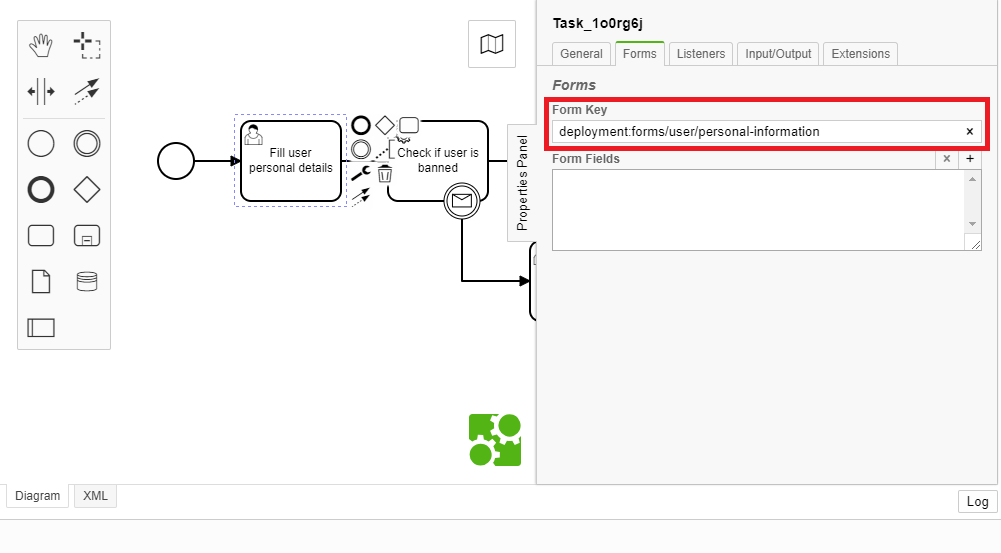 Task_1o0rg6j
General
Forms
Listeners
Input/Output
Extensions
Forms
Form Key
deployment:forms/user/personal-information
×
Form Fields
×
+
Fill user
personal details
Check if user is
banned
Properties Panel
Diagram
XML
Log